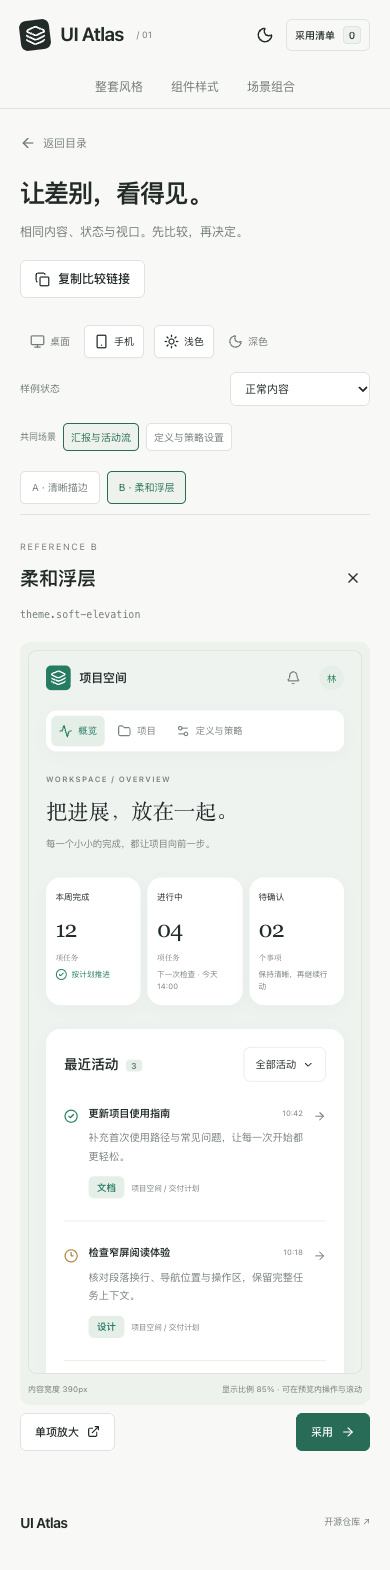 UI Atlas / 01 采用清单 0
整套风格 组件样式 场景组合
返回目录
让差别，看得见。
相同内容、状态与视口。先比较，再决定。
复制比较链接
桌面 手机 浅色 深色
样例状态 正常内容
共同场景 汇报与活动流 定义与策略设置
A · 清晰描边 B · 柔和浮层
REFERENCE B
柔和浮层
theme.soft-elevation
项目空间 林
概览 项目 定义与策略
WORKSPACE / OVERVIEW
把进展，放在一起。
每一个小小的完成，都让项目向前一步。
本周完成 进行中 待确认
12 04 02
项任务 项任务 个事项
按计划推进 下一次检查 · 今天 保持清晰，再继续行
14:00 动
最近活动 3 全部活动
更新项目使用指南 10:42
补充首次使用路径与常见问题，让每一次开始都
更轻松。
文档 项目空间 / 交付计划
检查窄屏阅读体验 10:18
核对段落换行、导航位置与操作区，保留完整任
务上下文。
设计 项目空间 / 交付计划
内容宽度 390px 显示比例 85% · 可在预览内操作与滚动
单项放大 采用
UI Atlas 开源仓库 ↗